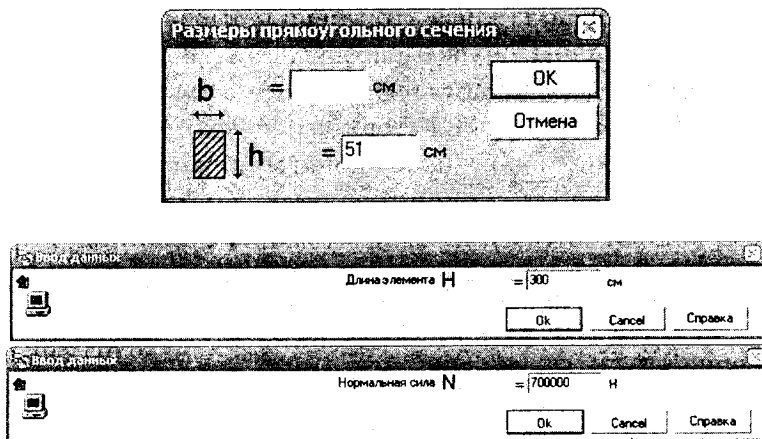 Размеры прямоугольного сечения
b = см
OK
Отмена
h = 51 см
Ввод данных
Длина элемента H = 300 см
Ok Cancel Справка
Ввод данных
Нормальная сила N = 700000 Н
Ok Cancel Справка